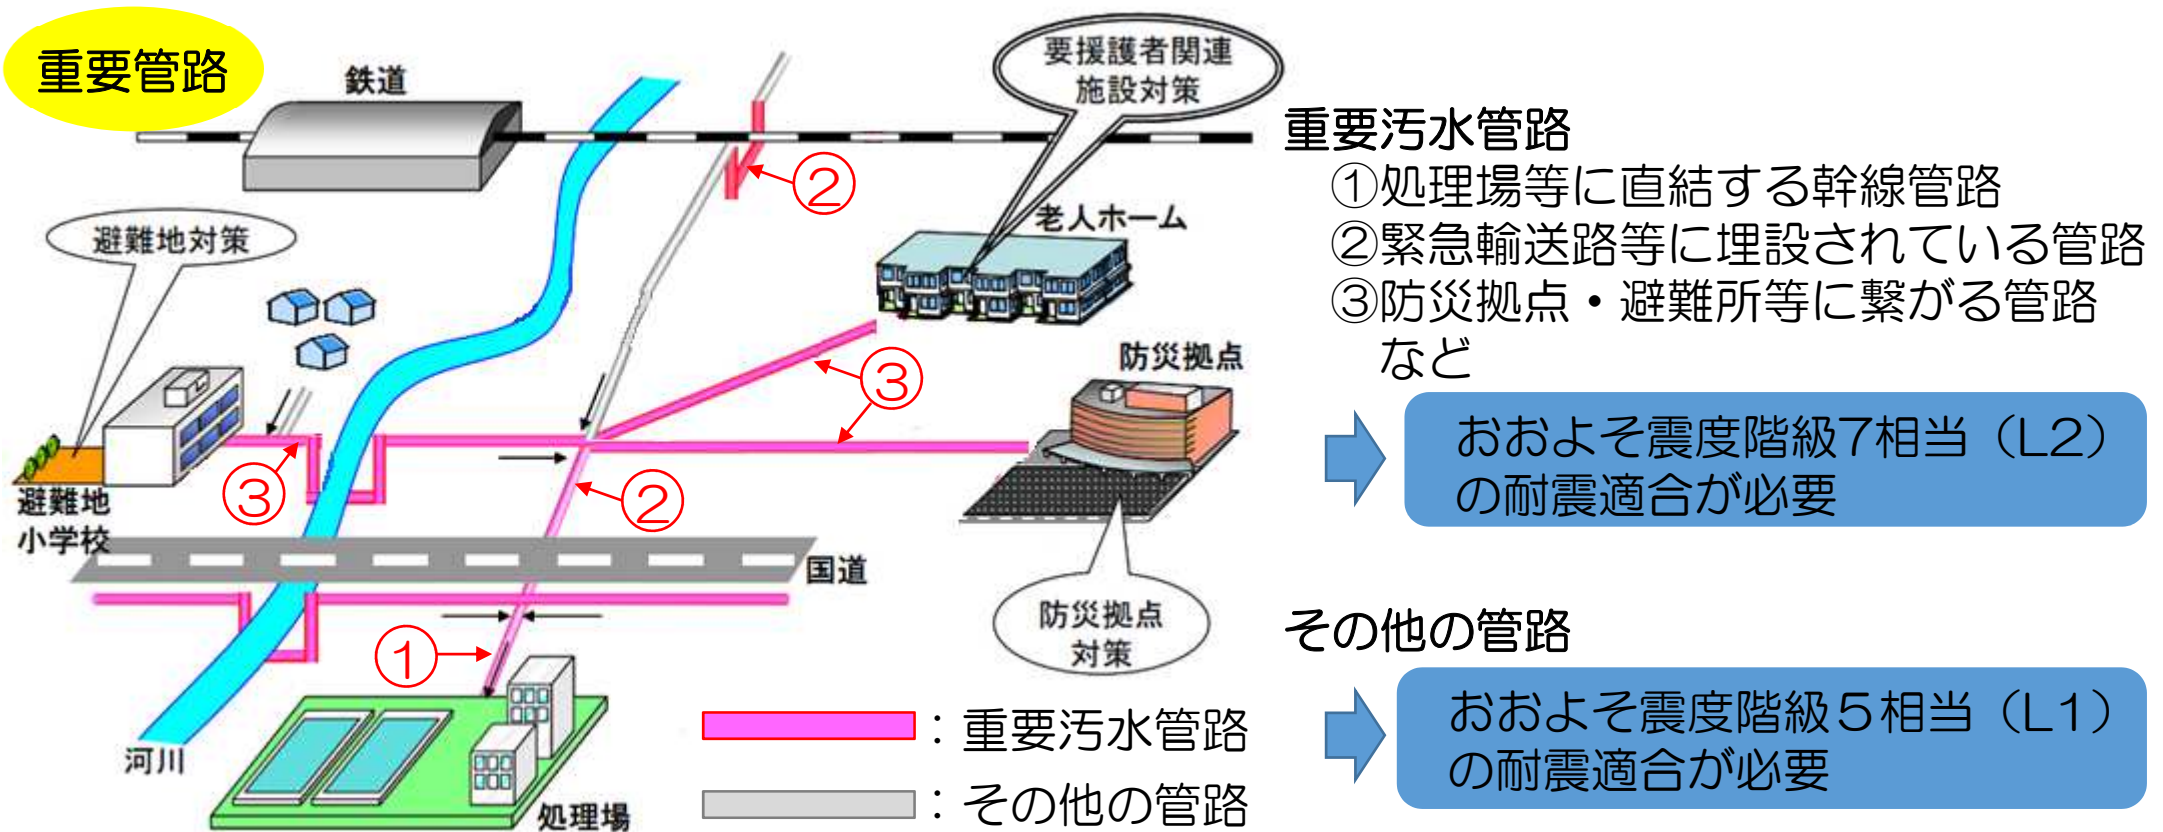 重要管路
鉄道
要援護者関連
施設対策
②
避難地対策
老人ホーム
防災拠点
③
③
②
避難地
小学校
国道
防災拠点
対策
①
河川
処理場
：重要汚水管路
：その他の管路
重要汚水管路
①処理場等に直結する幹線管路
②緊急輸送路等に埋設されている管路
③防災拠点・避難所等に繋がる管路
など
おおよそ震度階級7相当（L2）
の耐震適合が必要
その他の管路
おおよそ震度階級５相当（L1）
の耐震適合が必要